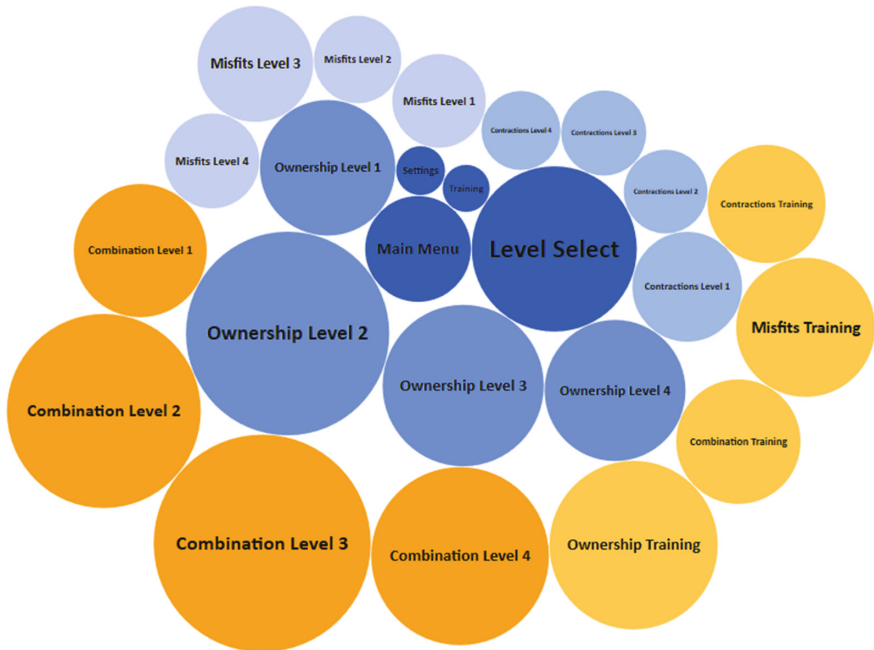 Misfits Level 3
Misfits Level 2
Misfits Level 1
Contractions Level 4
Contractions Level 3
Misfits Level 4
Ownership Level 1
Settings
Training
Contractions Level 2
Contractions Training
Combination Level 1
Main Menu
Level Select
Contractions Level 1
Ownership Level 2
Misfits Training
Ownership Level 3
Ownership Level 4
Combination Level 2
Combination Training
Combination Level 3
Combination Level 4
Ownership Training